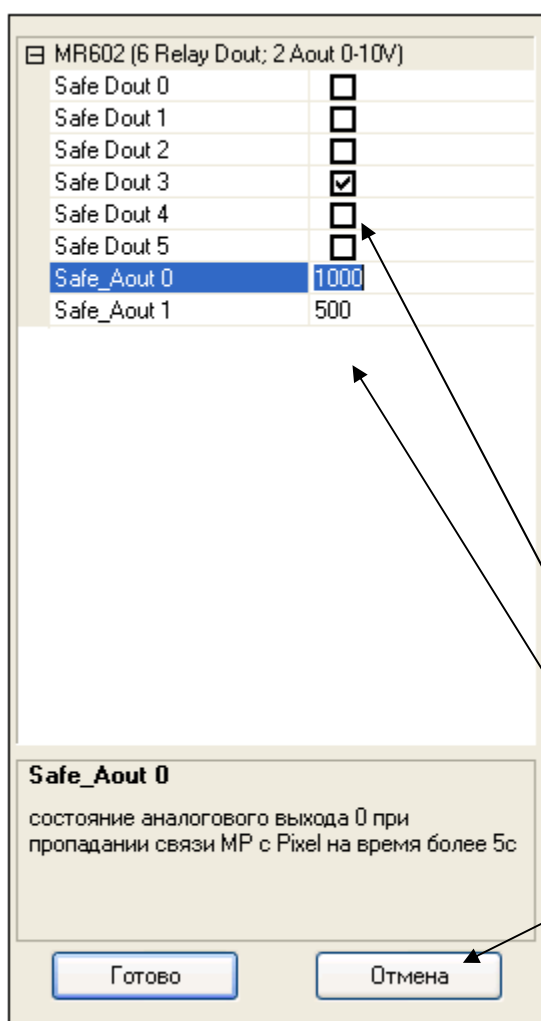 MR602 (6 Relay Dout; 2 Aout 0-10V)
Safe Dout 0
Safe Dout 1
Safe Dout 2
Safe Dout 3
Safe Dout 4
Safe Dout 5
Safe_Aout 0 1000
Safe_Aout 1 500
Safe_Aout 0
состояние аналогового выхода 0 при
пропадании связи MP с Pixel на время более 5с
Готово Отмена